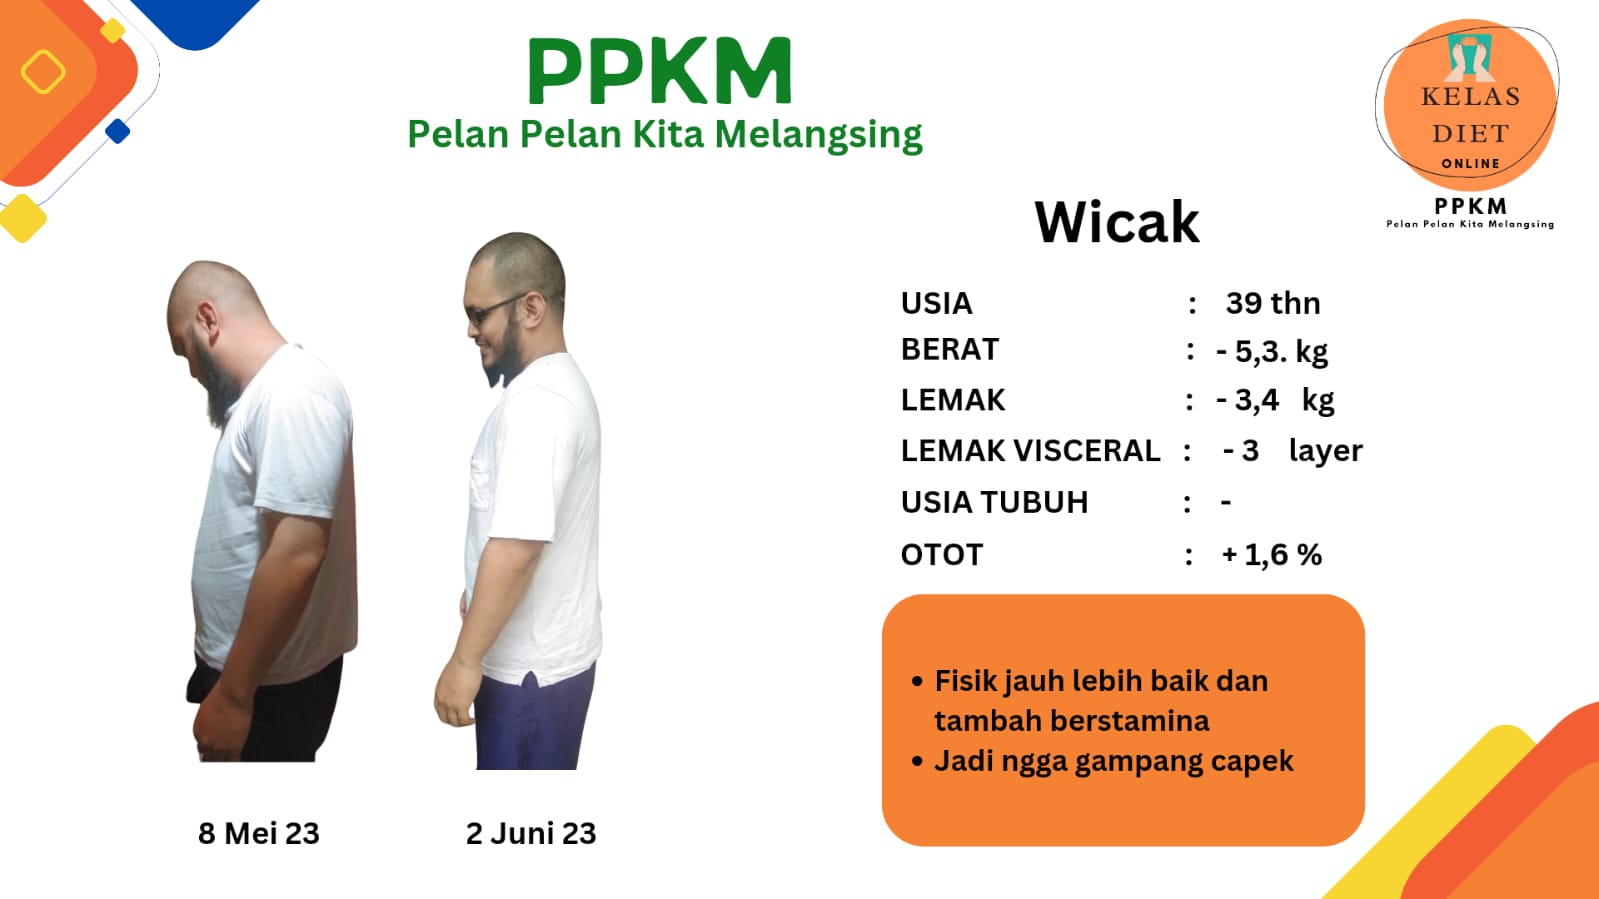 PPKM
Pelan Pelan Kita Melangsing
KELAS
DIET
ONLINE
PPKM
Pelan Pelan Kita Melangsing
Wicak
USIA : 39 thn
BERAT : - 5,3. kg
LEMAK : - 3,4 kg
LEMAK VISCERAL : - 3 layer
USIA TUBUH : -
OTOT : + 1,6 %
• Fisik jauh lebih baik dan
tambah berstamina
• Jadi ngga gampang capek
8 Mei 23
2 Juni 23